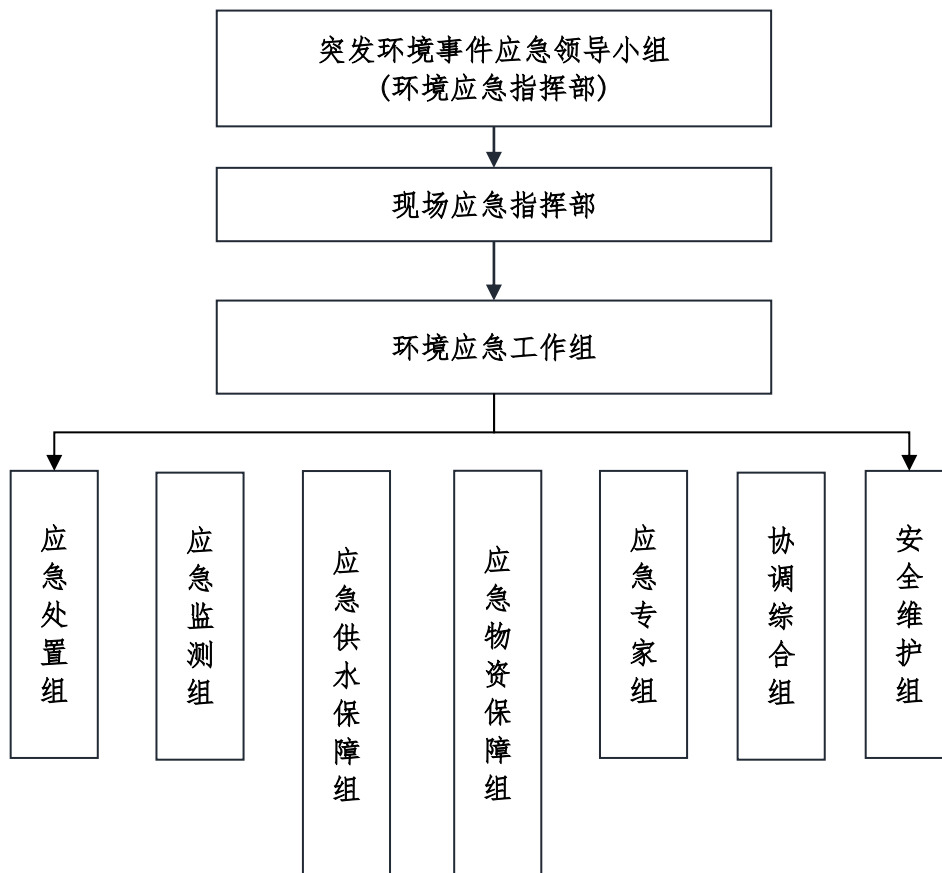 突发环境事件应急领导小组
(环境应急指挥部)
现场应急指挥部
环境应急工作组
应急处置组
应急监测组
应急供水保障组
应急物资保障组
应急专家组
协调综合组
安全维护组